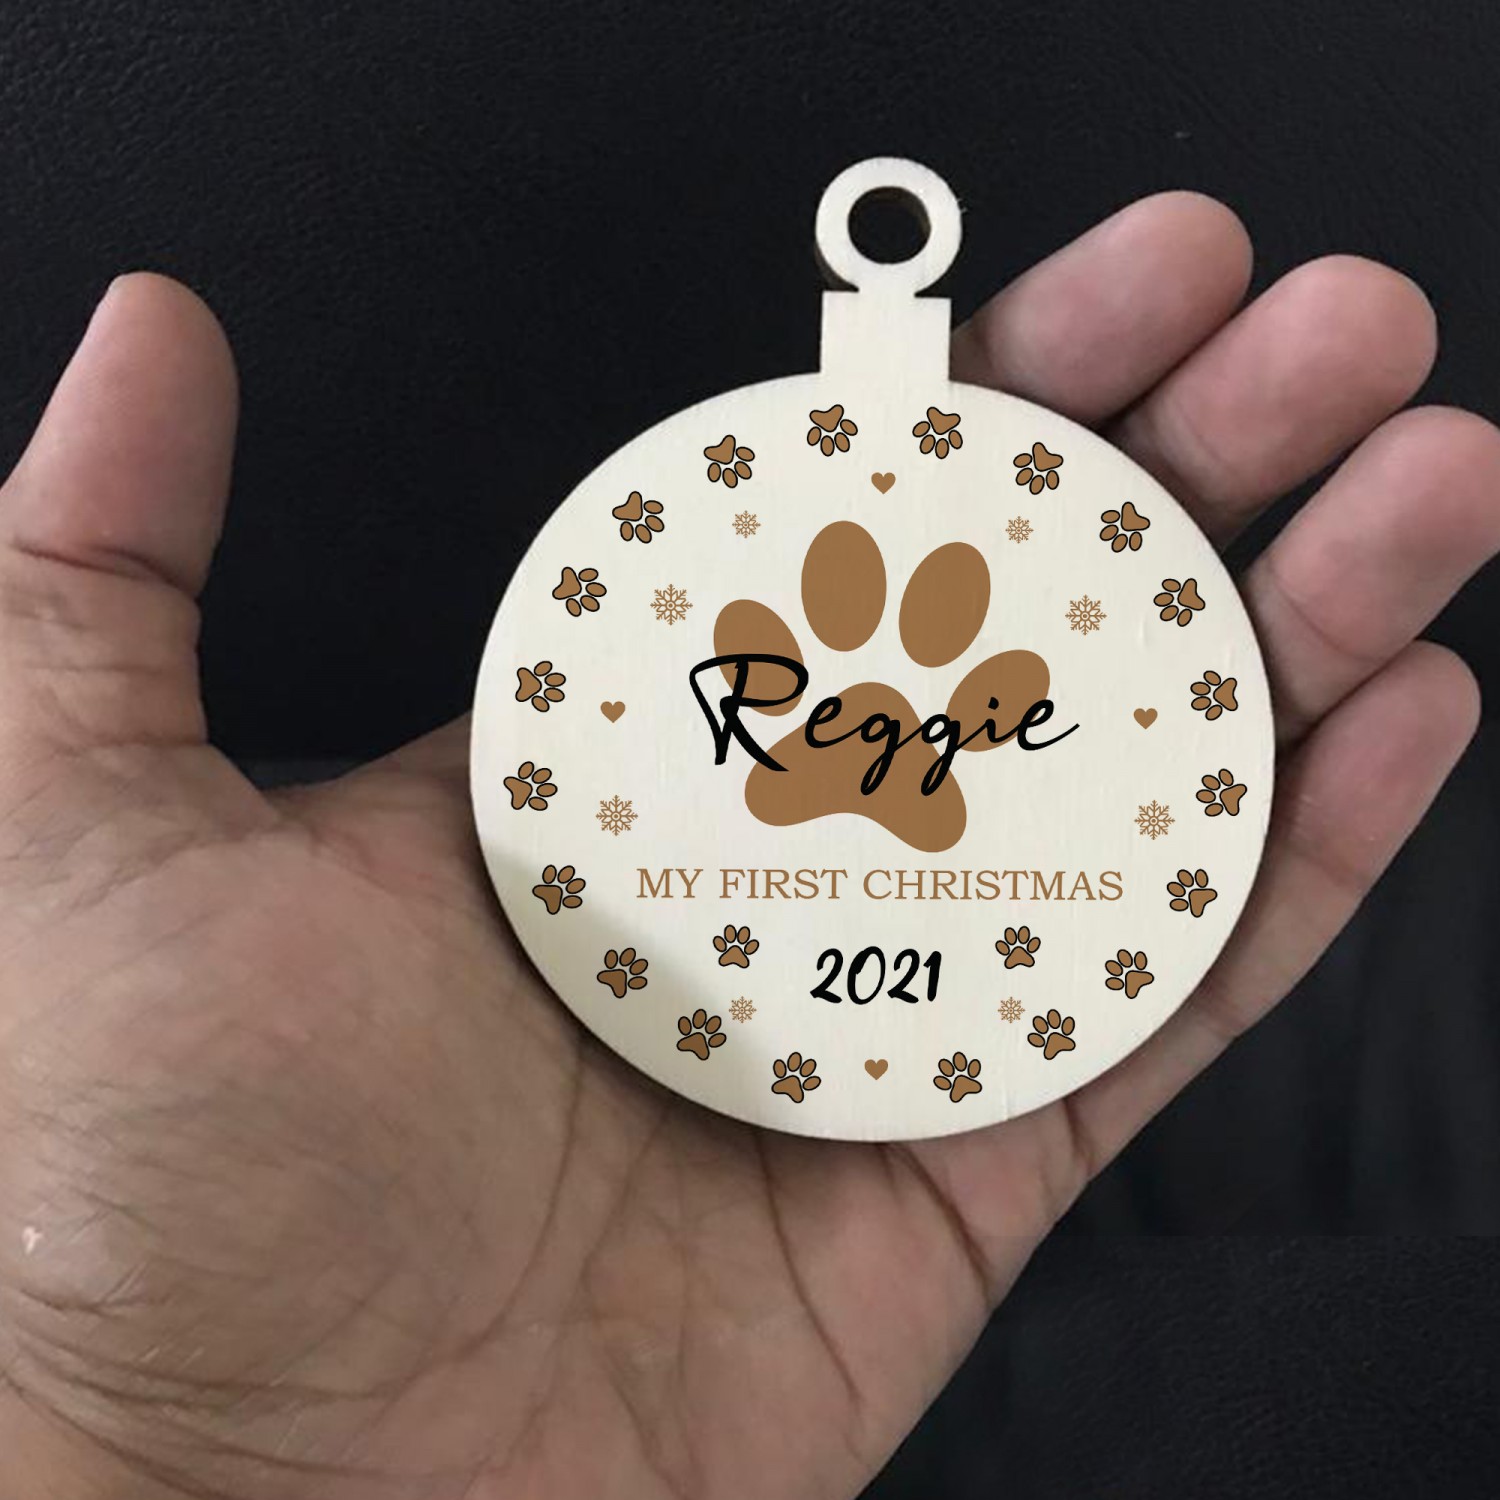 Reggie
MY FIRST CHRISTMAS
2021